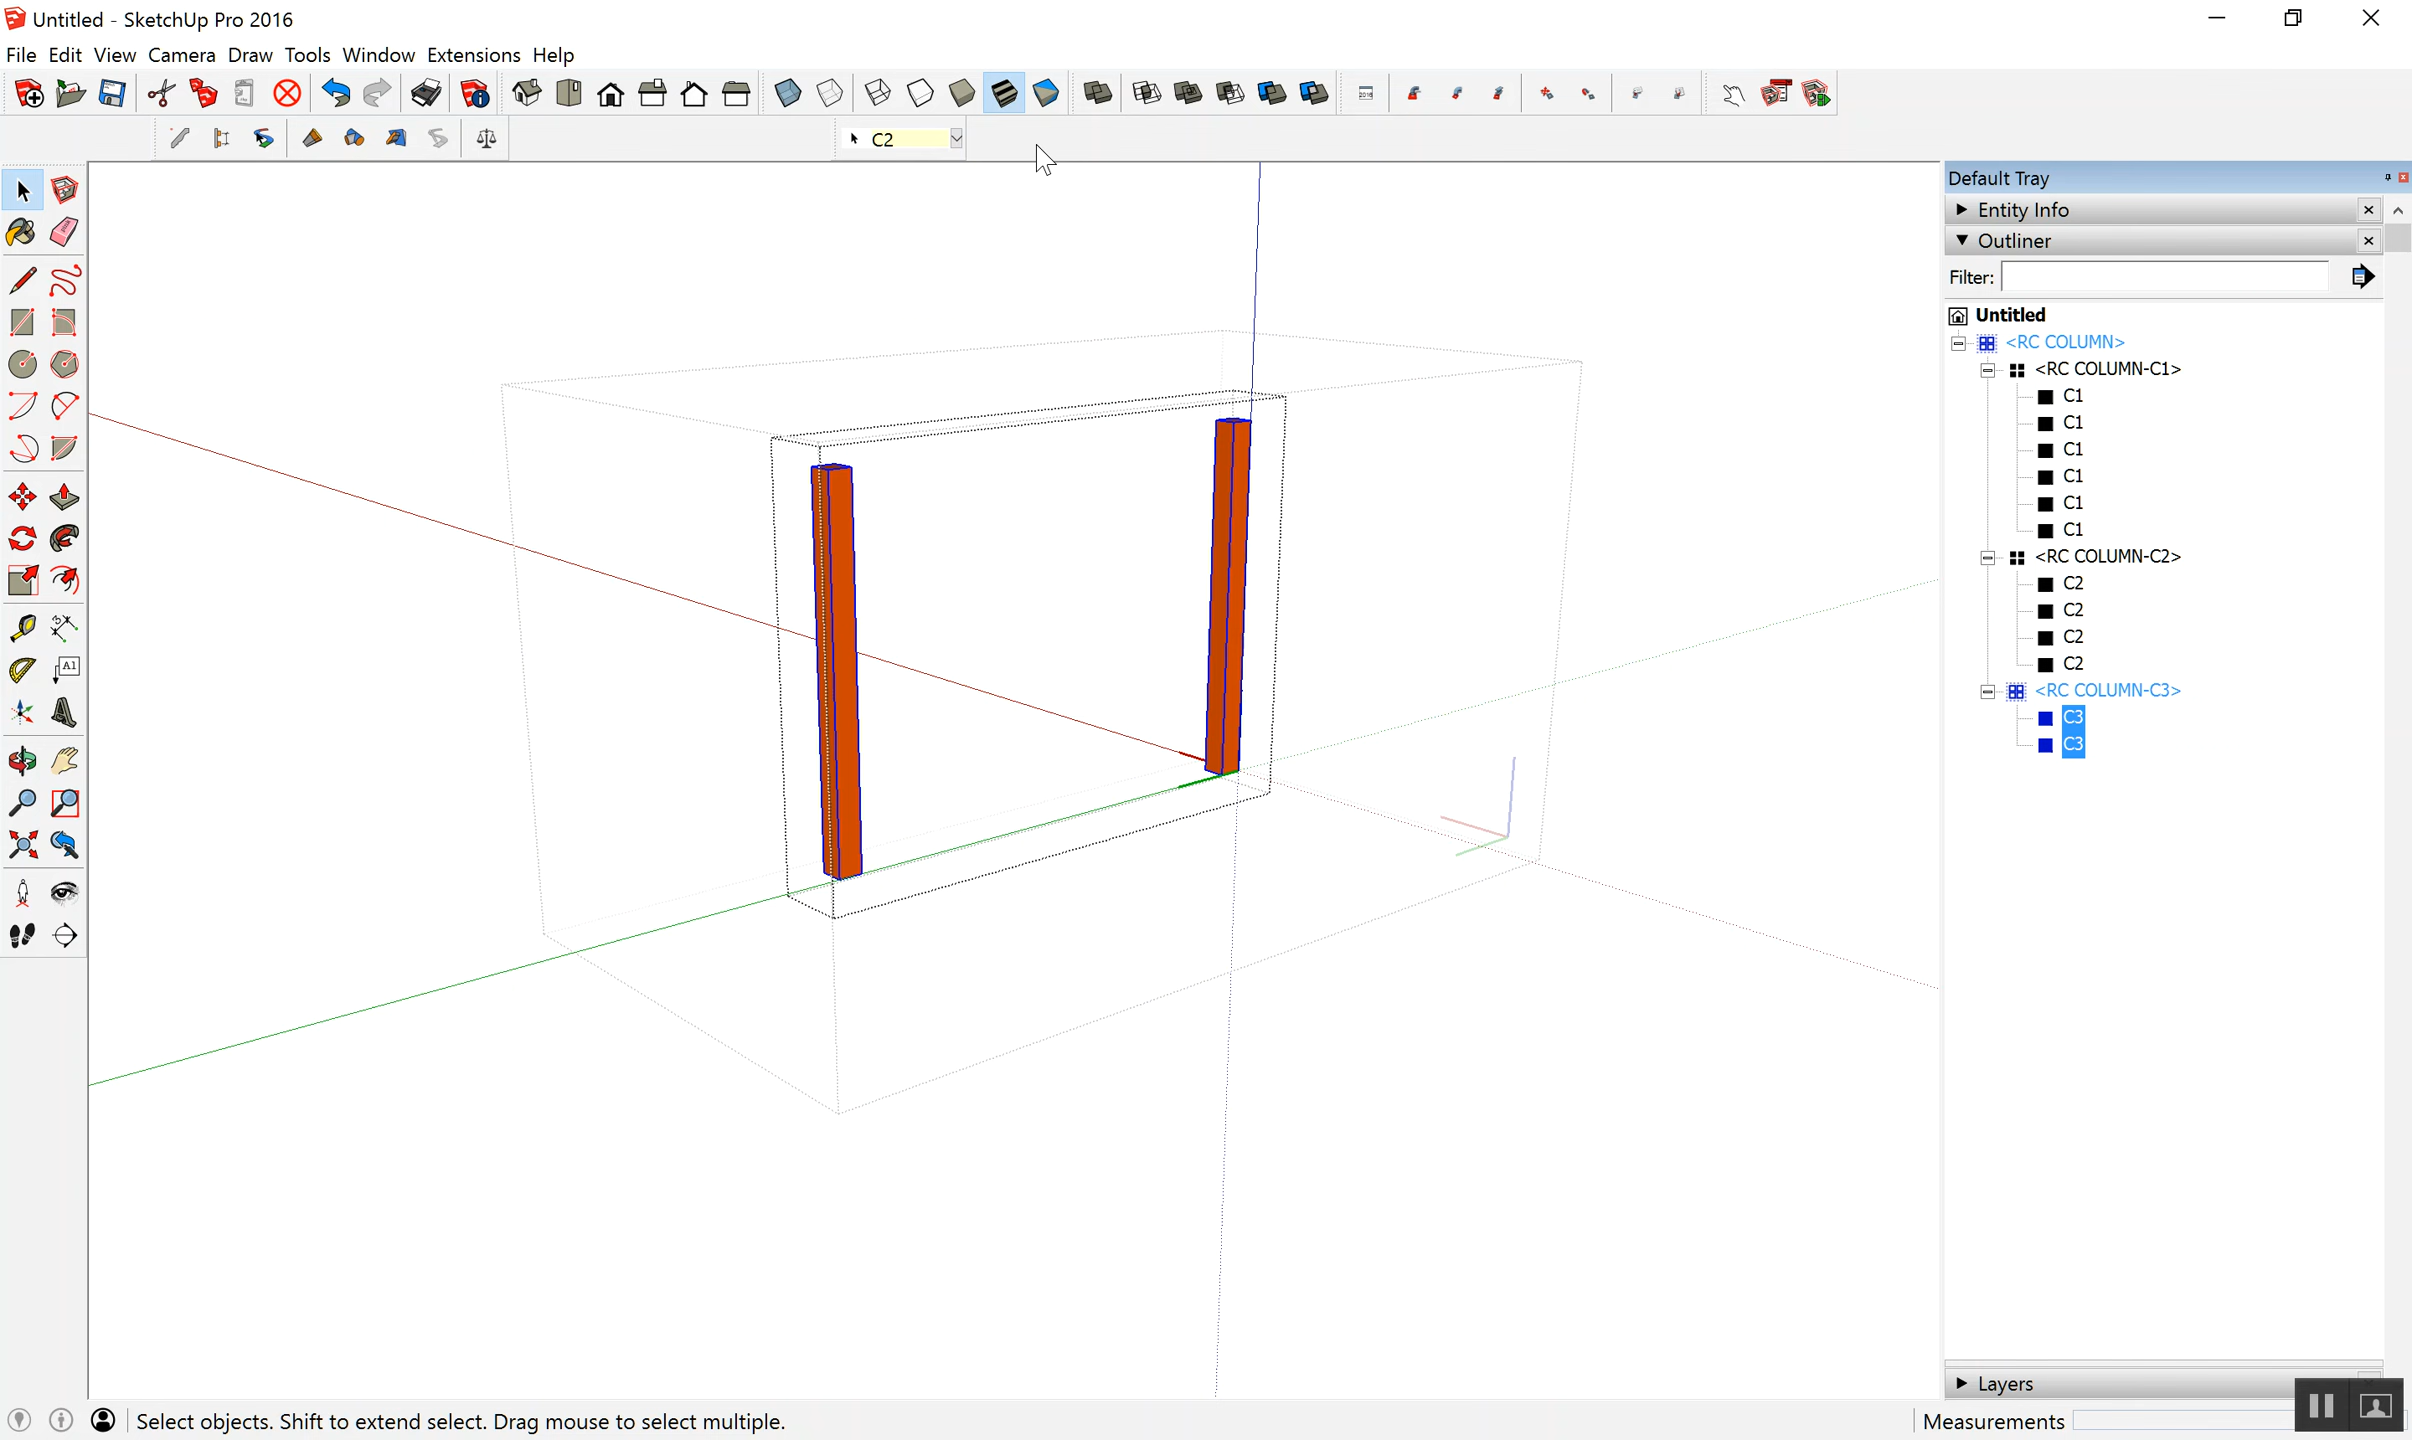 Untitled - SketchUp Pro 2016
File Edit View Camera Draw Tools Window Extensions Help
2016
C2
A1
Default Tray
Entity Info
Outliner
Filter:
Untitled
<RC COLUMN>
<RC COLUMN-C1>
C1
C1
C1
C1
C1
C1
<RC COLUMN-C2>
C2
C2
C2
C2
<RC COLUMN-C3>
C3
C3
Layers
Select objects. Shift to extend select. Drag mouse to select multiple.
Measurements